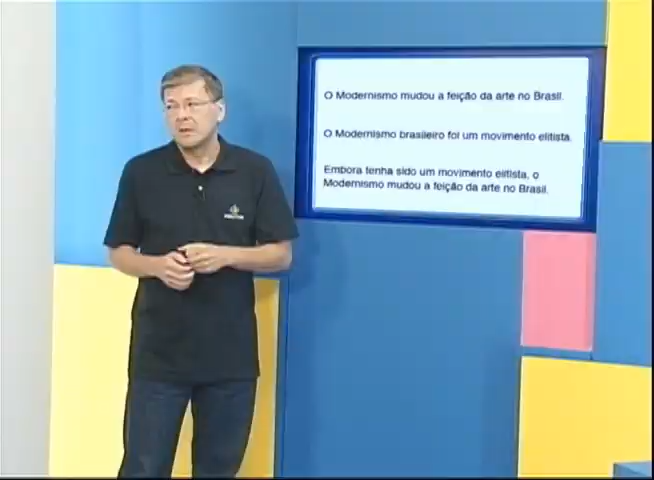 O Modernismo mudou a feição da arte no Brasil.
O Modernismo brasileiro foi um movimento elitista.
Embora tenha sido um movimento elitista, o
Modernismo mudou a feição da arte no Brasil.